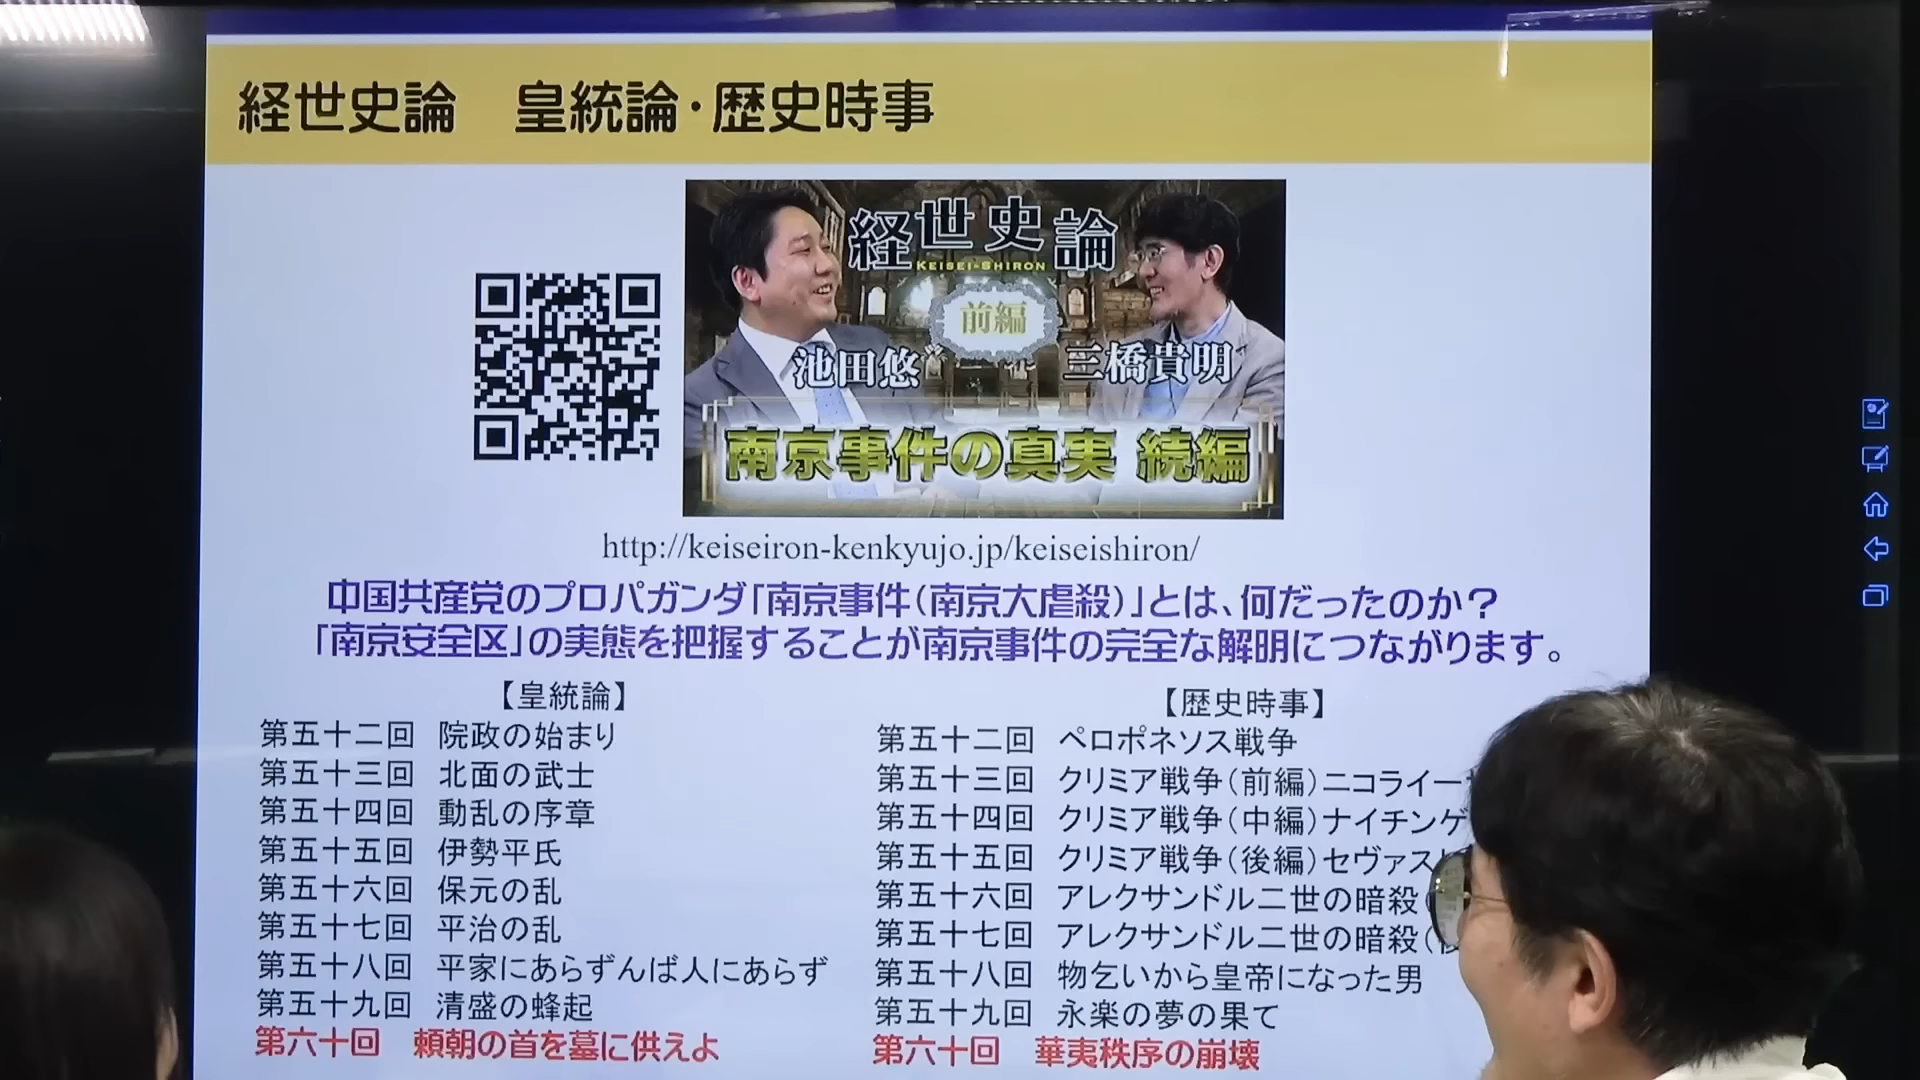 経世史論　皇統論・歴史時事
経世史論
KEISEI-SHIRON
前編
池田悠
三橋貴明
南京事件の真実 続編
http://keiseiron-kenkyujo.jp/keiseishiron/
中国共産党のプロパガンダ「南京事件(南京大虐殺)」とは、何だったのか?
「南京安全区」の実態を把握することが南京事件の完全な解明につながります。
【皇統論】
第五十二回 院政の始まり
第五十三回 北面の武士
第五十四回 動乱の序章
第五十五回 伊勢平氏
第五十六回 保元の乱
第五十七回 平治の乱
第五十八回 平家にあらずんば人にあらず
第五十九回 清盛の蜂起
第六十回 頼朝の首を墓に供えよ
【歴史時事】
第五十二回 ペロポネソス戦争
第五十三回 クリミア戦争(前編)ニコライ一
第五十四回 クリミア戦争(中編)ナイチンゲ
第五十五回 クリミア戦争(後編)セヴァス
第五十六回 アレクサンドル二世の暗殺
第五十七回 アレクサンドル二世の暗殺(
第五十八回 物乞いから皇帝になった男
第五十九回 永楽の夢の果て
第六十回 華夷秩序の崩壊